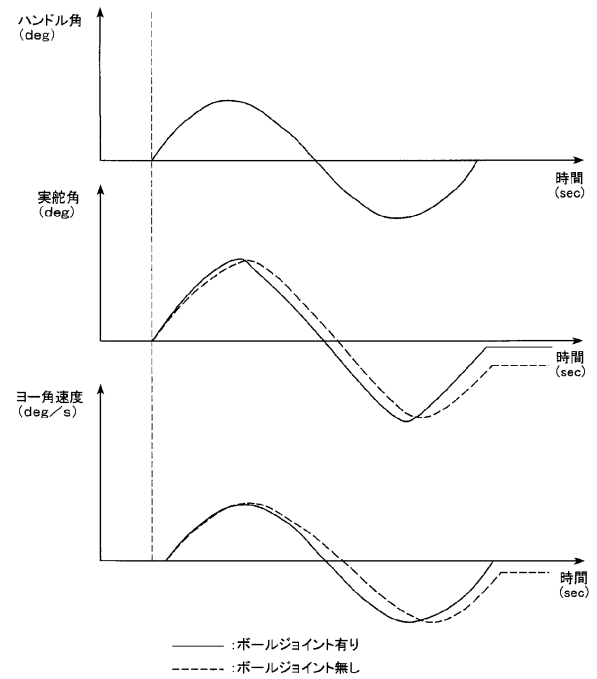 ハンドル角
(deg)
時間
(sec)
実舵角
(deg)
時間
(sec)
ヨー角速度
(deg/s)
時間
(sec)
:ボールジョイント有り
:ボールジョイント無し